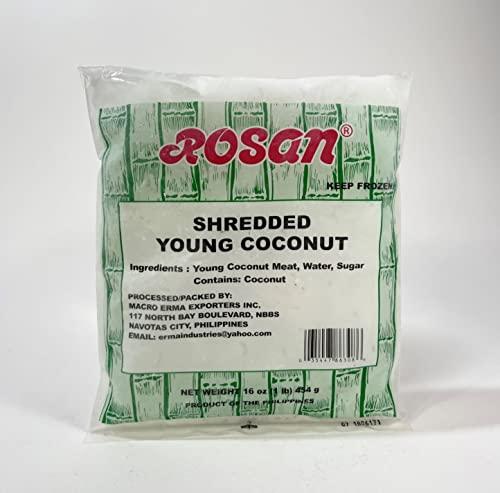 ROSAN®
KEEP FROZEN
SHREDDED
YOUNG COCONUT
Ingredients : Young Coconut Meat, Water, Sugar
Contains: Coconut
PROCESSED/PACKED BY:
MACRO ERMA EXPORTERS INC.
117 NORTH BAY BOULEVARD, NBBS
NAVOTAS CITY, PHILIPPINES
EMAIL: ermaindustries@yahoo.com
NET WEIGHT 16 oz (1 lb) 454 g
PRODUCT OF THE PHILIPPINES